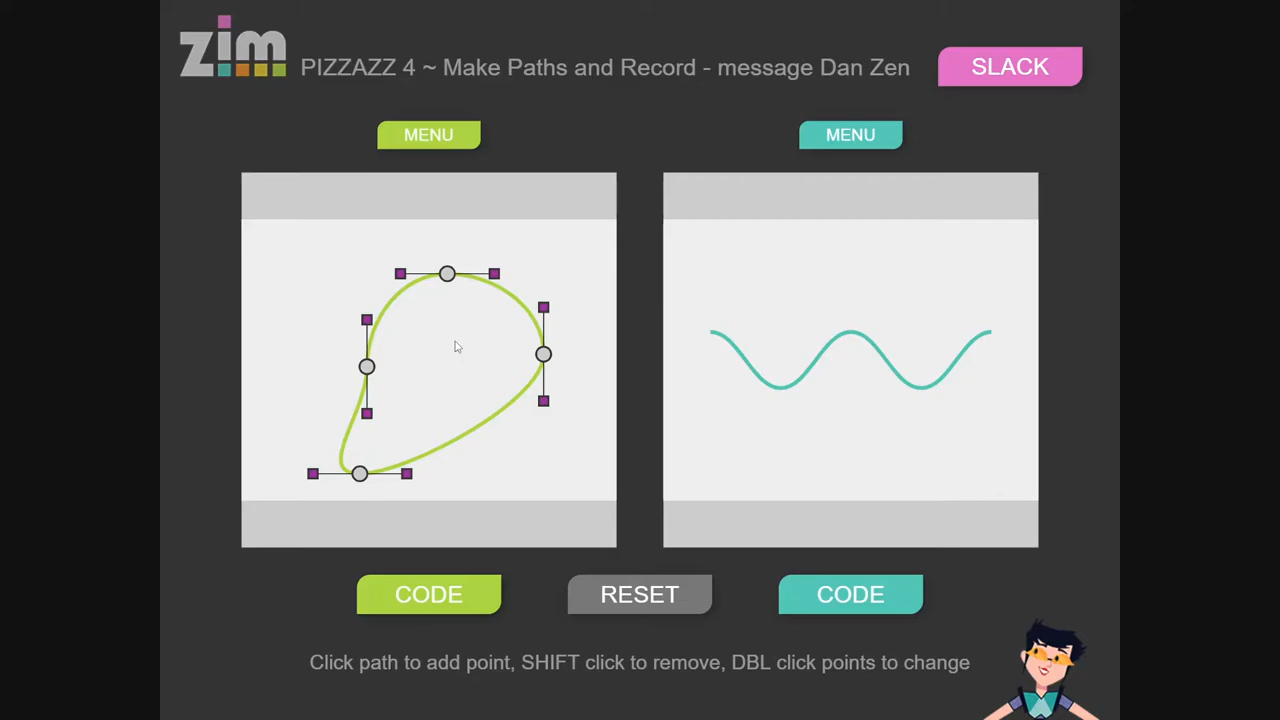 zim
PIZZAZZ 4 ~ Make Paths and Record - message Dan Zen
SLACK
MENU
MENU
CODE
RESET
CODE
Click path to add point, SHIFT click to remove, DBL click points to change